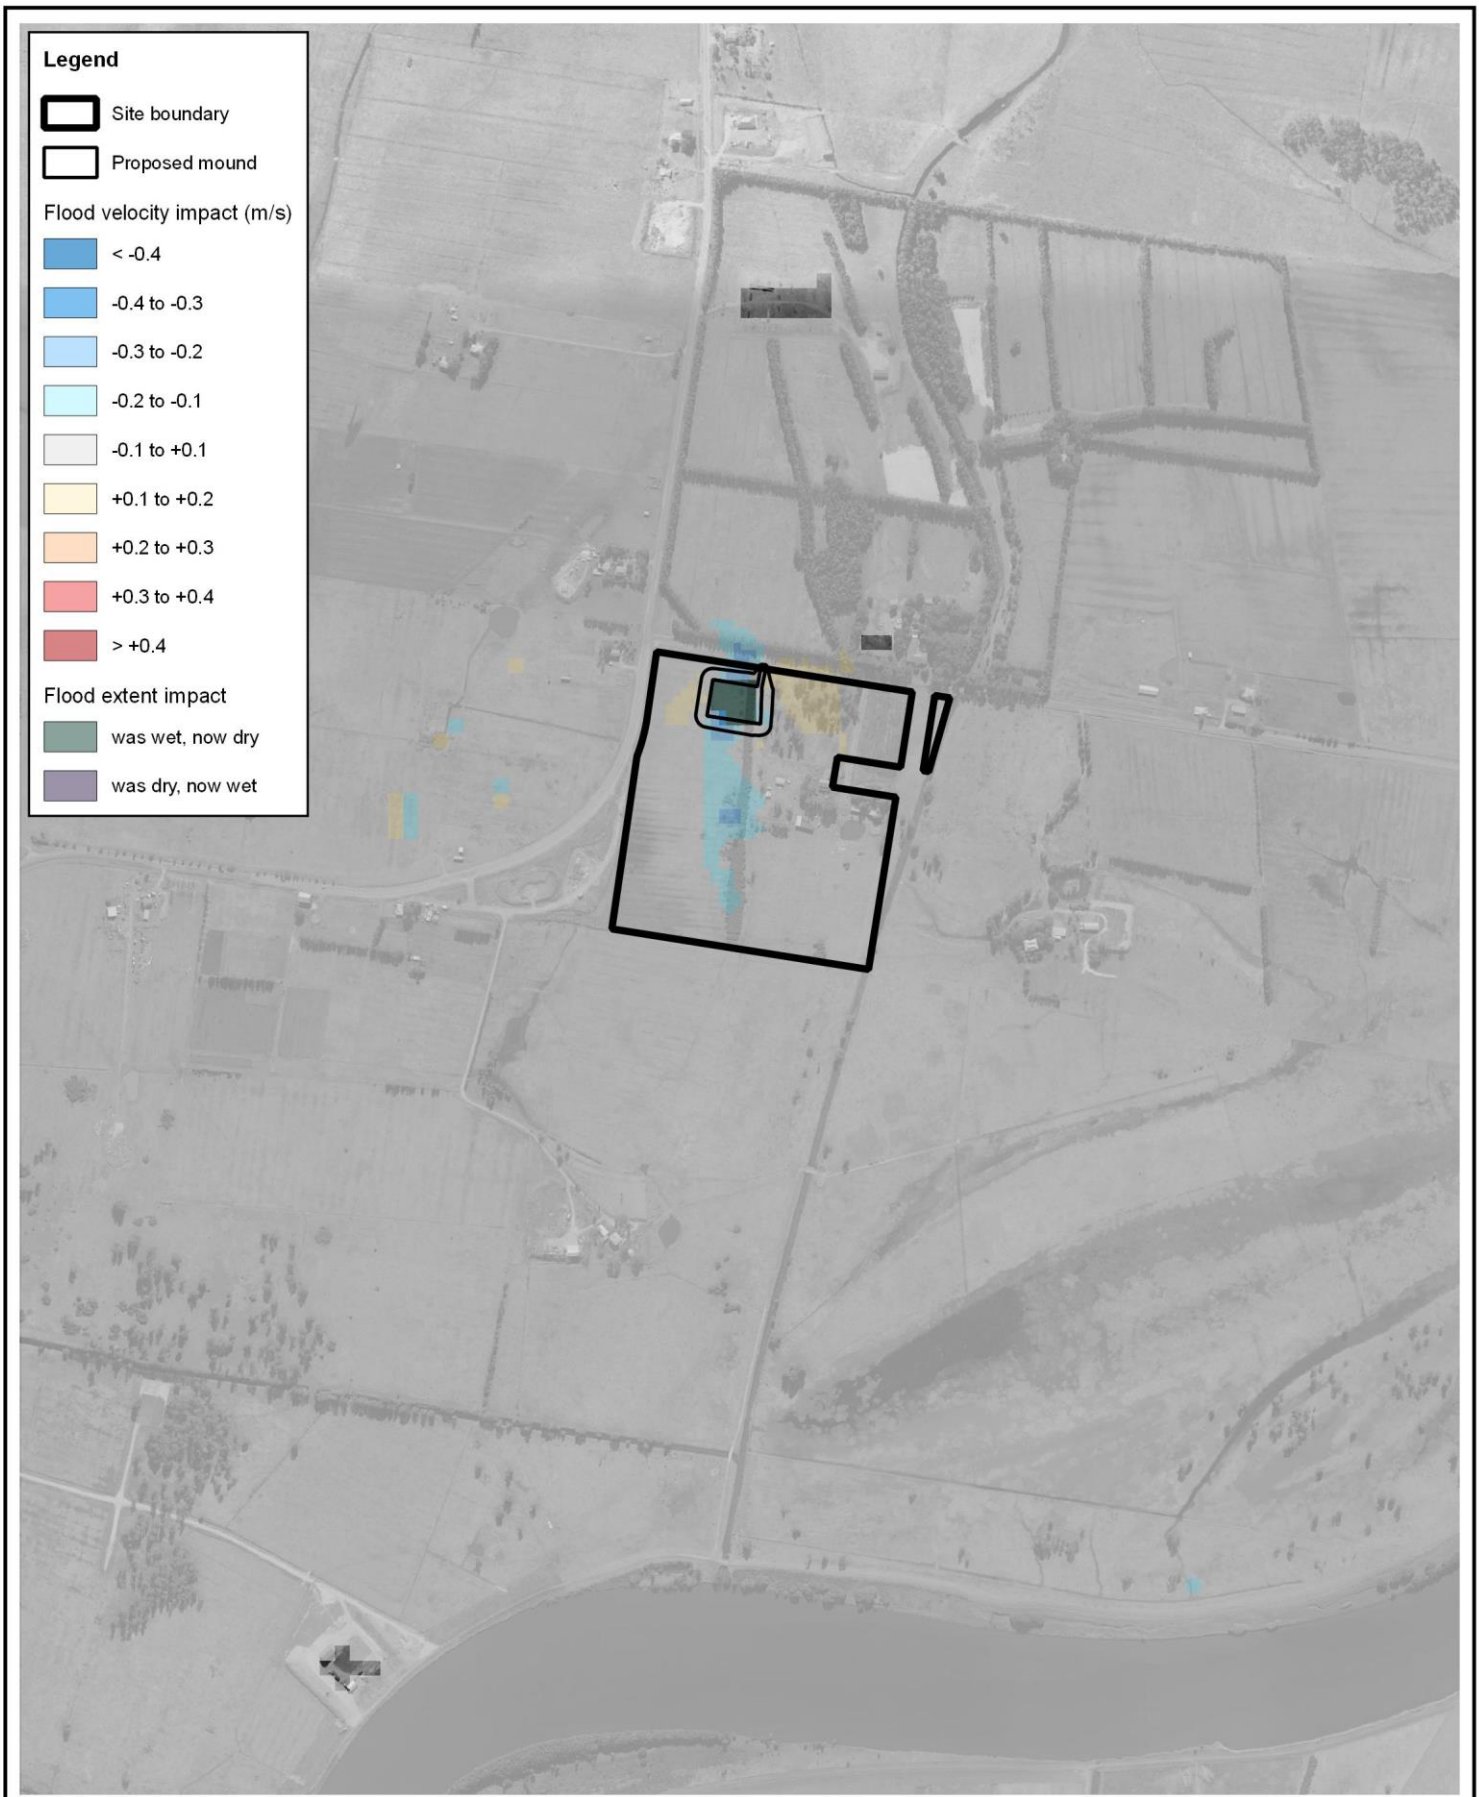 Legend
Site boundary
Proposed mound
Flood velocity impact (m/s)
< -0.4
-0.4 to -0.3
-0.3 to -0.2
-0.2 to -0.1
-0.1 to +0.1
+0.1 to +0.2
+0.2 to +0.3
+0.3 to +0.4
> +0.4
Flood extent impact
was wet, now dry
was dry, now wet